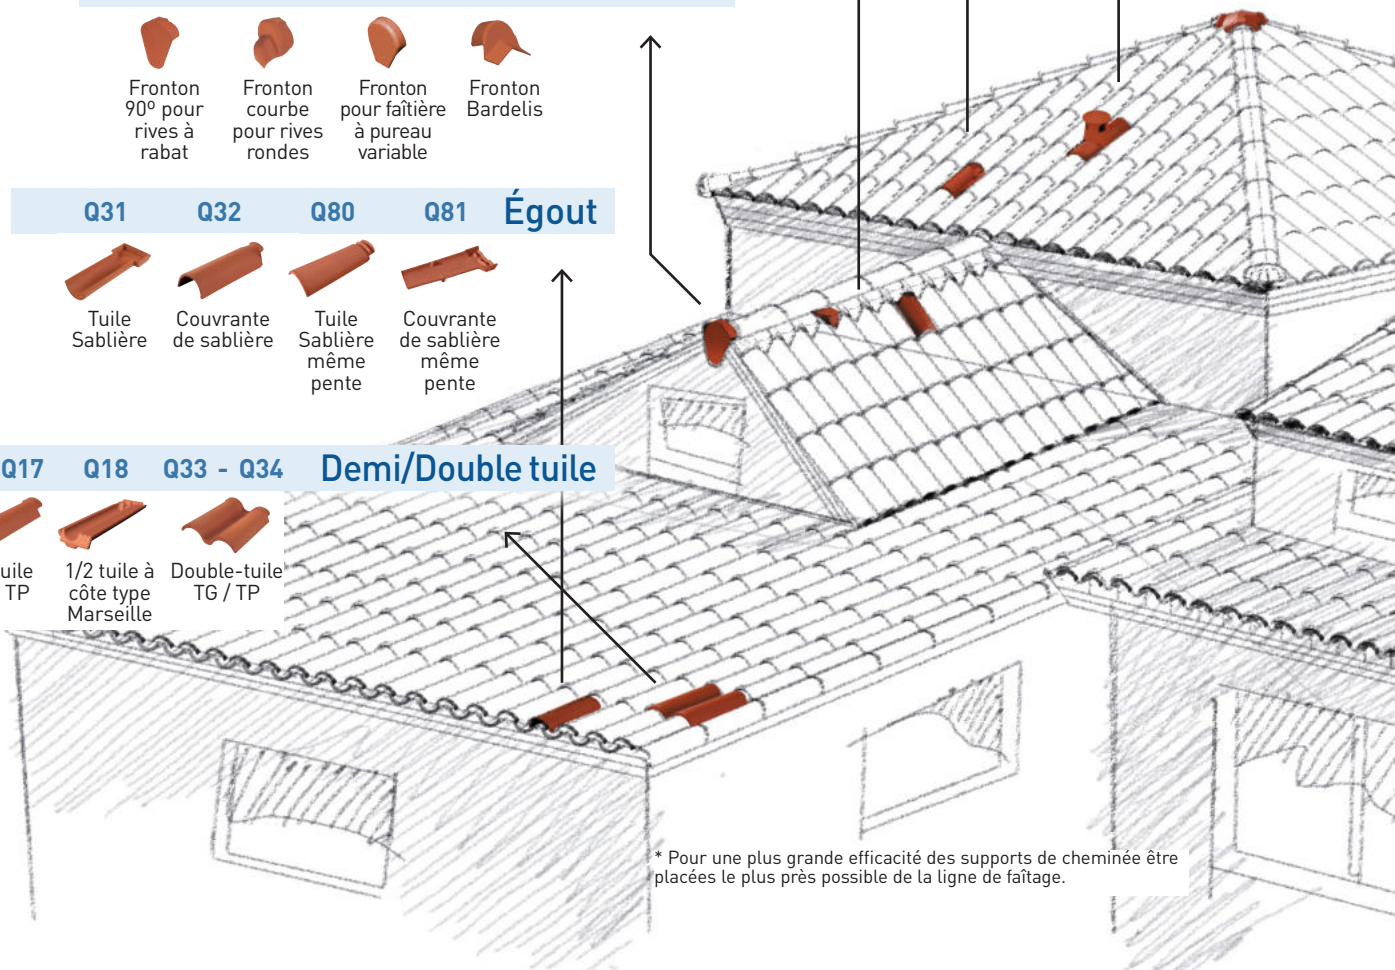 Fronton 90º pour rives à rabat
Fronton courbe pour rives rondes
Fronton pour faîtière à pureau variable
Fronton Bardelis
Q31 Q32 Q80 Q81 Égout
Tuile Sablière
Couvrante de sablière
Tuile Sablière même pente
Couvrante de sablière même pente
Q17 Q18 Q33 - Q34 Demi/Double tuile
uile TP
1/2 tuile à côte type Marseille
Double-tuile TG / TP
* Pour une plus grande efficacité des supports de cheminée être
placées le plus près possible de la ligne de faîtage.